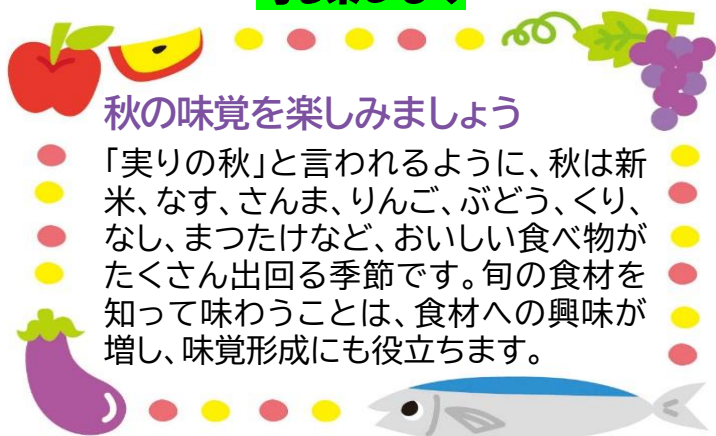 秋の味覚を楽しみましょう
「実りの秋」と言われるように、秋は新
米、なす、さんま、りんご、ぶどう、くり、
なし、まつたけなど、おいしい食べ物が
たくさん出回る季節です。旬の食材を
知って味わうことは、食材への興味が
増し、味覚形成にも役立ちます。